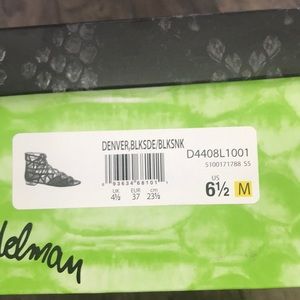 DENVER,BLKSDE/BLKSNK
D4408L1001
5100171788 SS
UK EUR cm
4½ 37 23½
US
6½ M
delman